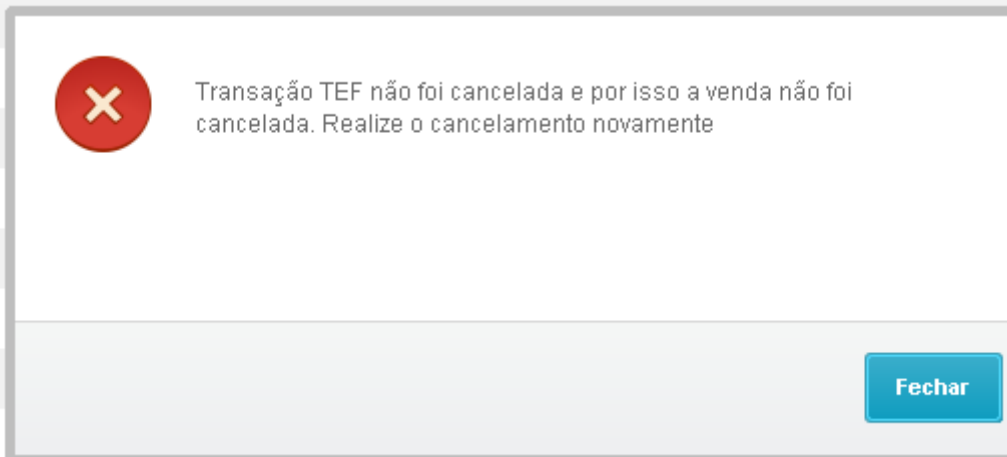 Transação TEF não foi cancelada e por isso a venda não foi
cancelada. Realize o cancelamento novamente
Fechar